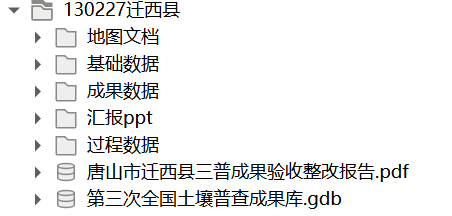 130227迁西县
地图文档
基础数据
成果数据
汇报ppt
过程数据
唐山市迁西县三普成果验收整改报告.pdf
第三次全国土壤普查成果库.gdb